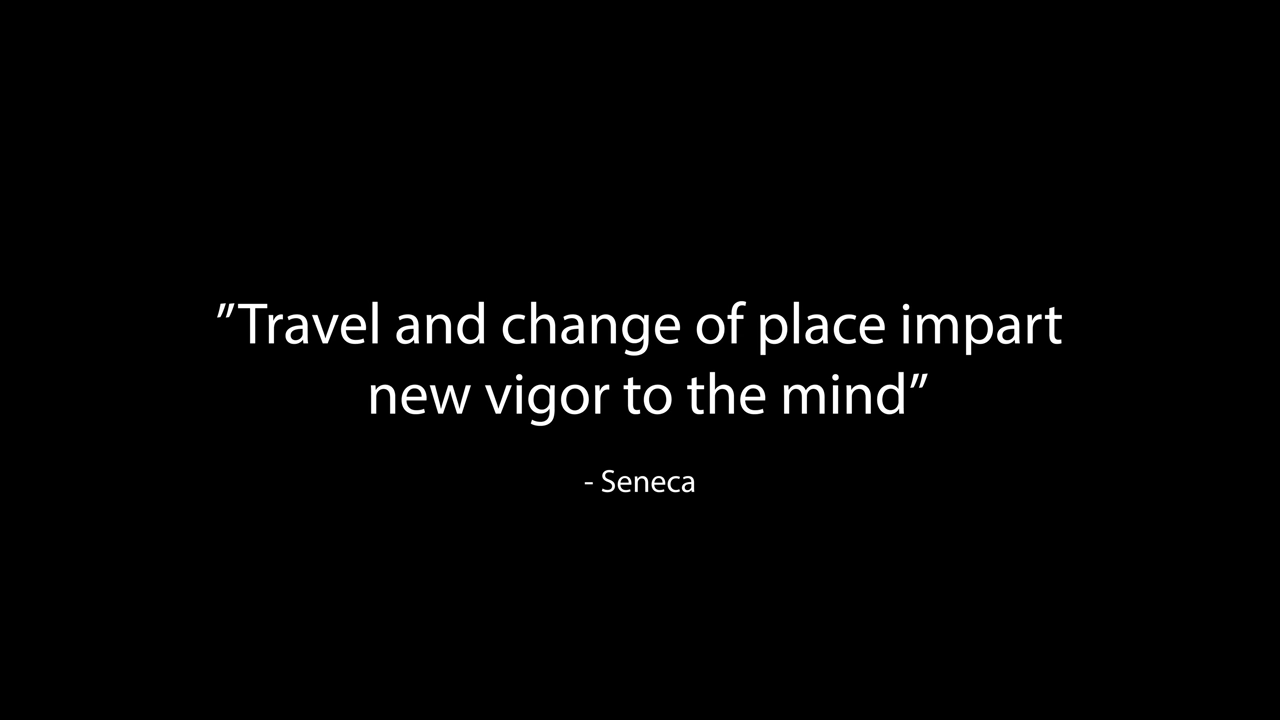 ”Travel and change of place impart
new vigor to the mind”
- Seneca